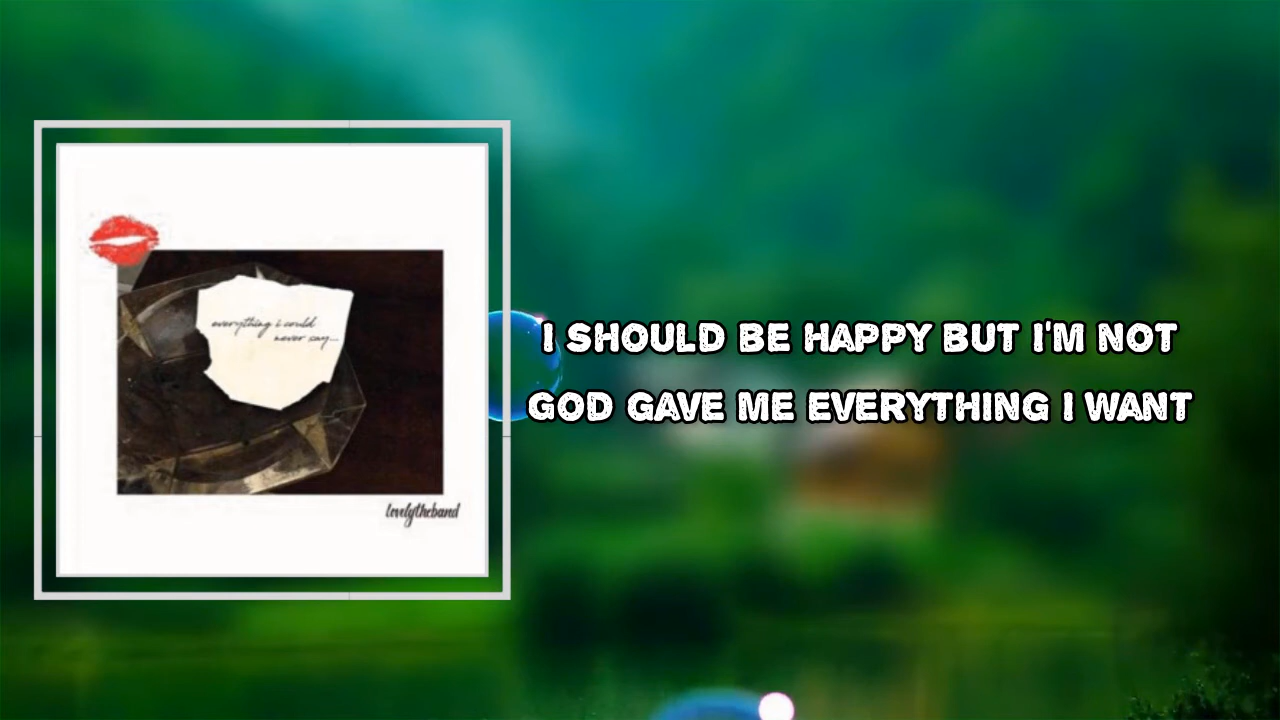 everything i could
never say...
lovelytheband
I SHOULD BE HAPPY BUT I'M NOT
GOD GAVE ME EVERYTHING I WANT